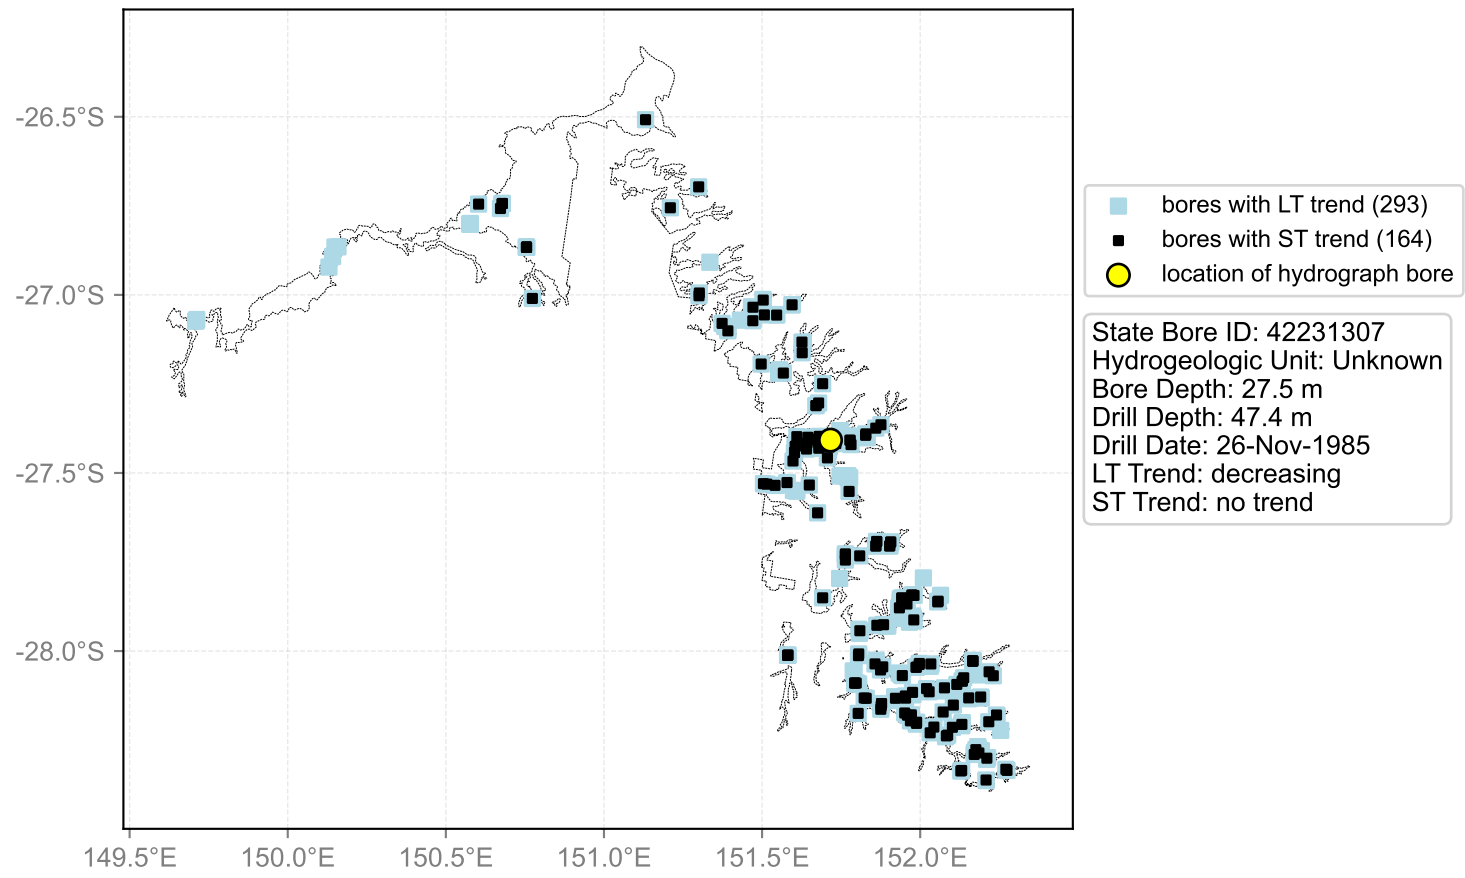 -26.5°S
-27.0°S
-27.5°S
-28.0°S
149.5°E
150.0°E
150.5°E
151.0°E
151.5°E
152.0°E
bores with LT trend (293)
bores with ST trend (164)
location of hydrograph bore
State Bore ID: 42231307
Hydrogeologic Unit: Unknown
Bore Depth: 27.5 m
Drill Depth: 47.4 m
Drill Date: 26-Nov-1985
LT Trend: decreasing
ST Trend: no trend